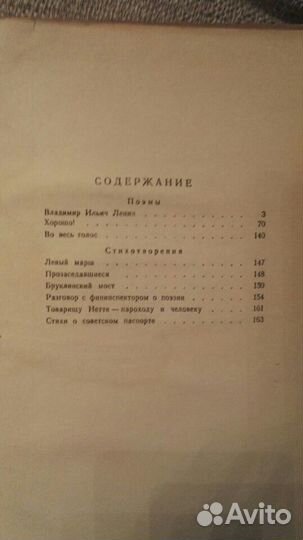 СОДЕРЖАНИЕ
Поэмы
Владимир Ильич Ленин . . . . . . . . . . . 3
Хорошо! . . . . . . . . . . . . . . . 70
Во весь голос . . . . . . . . . . . . . 140
Стихотворения
Левый марш . . . . . . . . . . . . . . 147
Прозаседавшиеся . . . . . . . . . . . . 148
Бруклинский мост . . . . . . . . . . . . 150
Разговор с фининспектором о поэзии . . . . . 154
Товарищу Нетте — пароходу и человеку . . . . 161
Стихи о советском паспорте . . . . . . . . 163
Avito